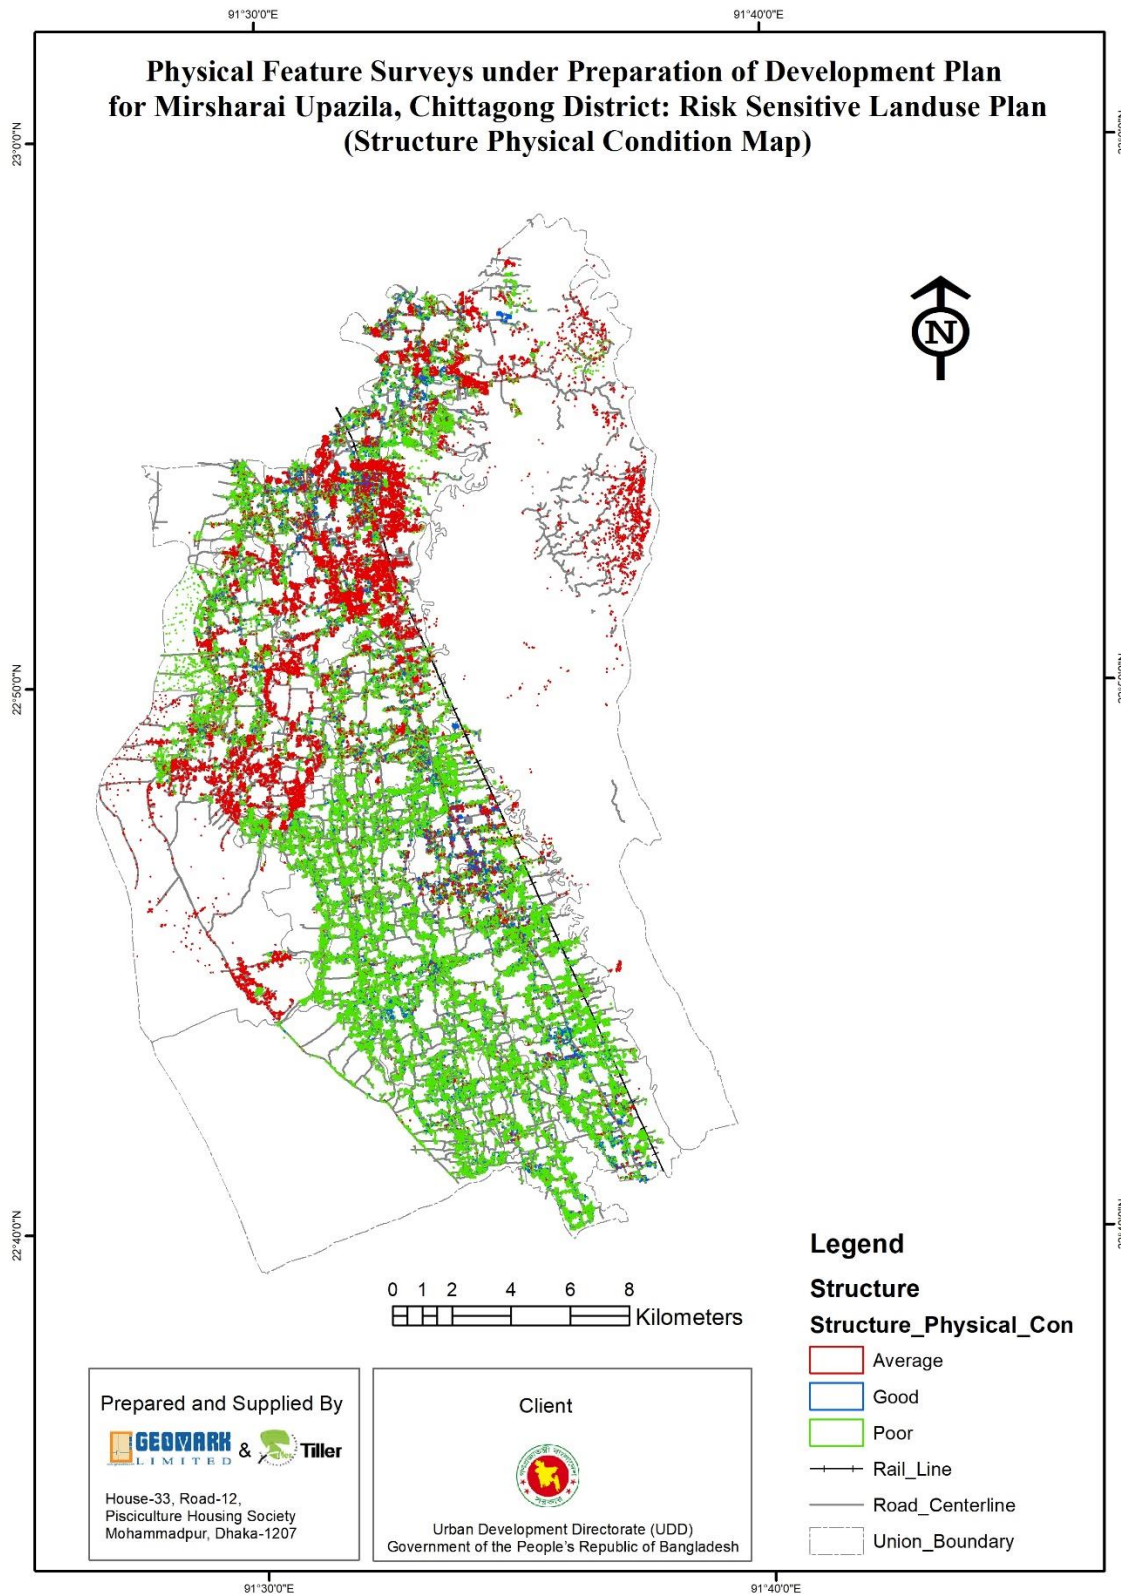 91°30'0"E
91°40'0"E
Physical Feature Surveys under Preparation of Development Plan
for Mirsharai Upazila, Chittagong District: Risk Sensitive Landuse Plan
(Structure Physical Condition Map)
23°0'0"N
N
22°50'0"N
22°40'0"N
Legend
Structure
Structure_Physical_Con
Average
Good
Poor
Rail_Line
Road_Centerline
Union_Boundary
0 1 2 4 6 8
Kilometers
Prepared and Supplied By
GEOMARK
LIMITED
& Tiller
House-33, Road-12,
Pisciculture Housing Society
Mohammadpur, Dhaka-1207
Client
Urban Development Directorate (UDD)
Government of the People's Republic of Bangladesh
91°30'0"E
91°40'0"E